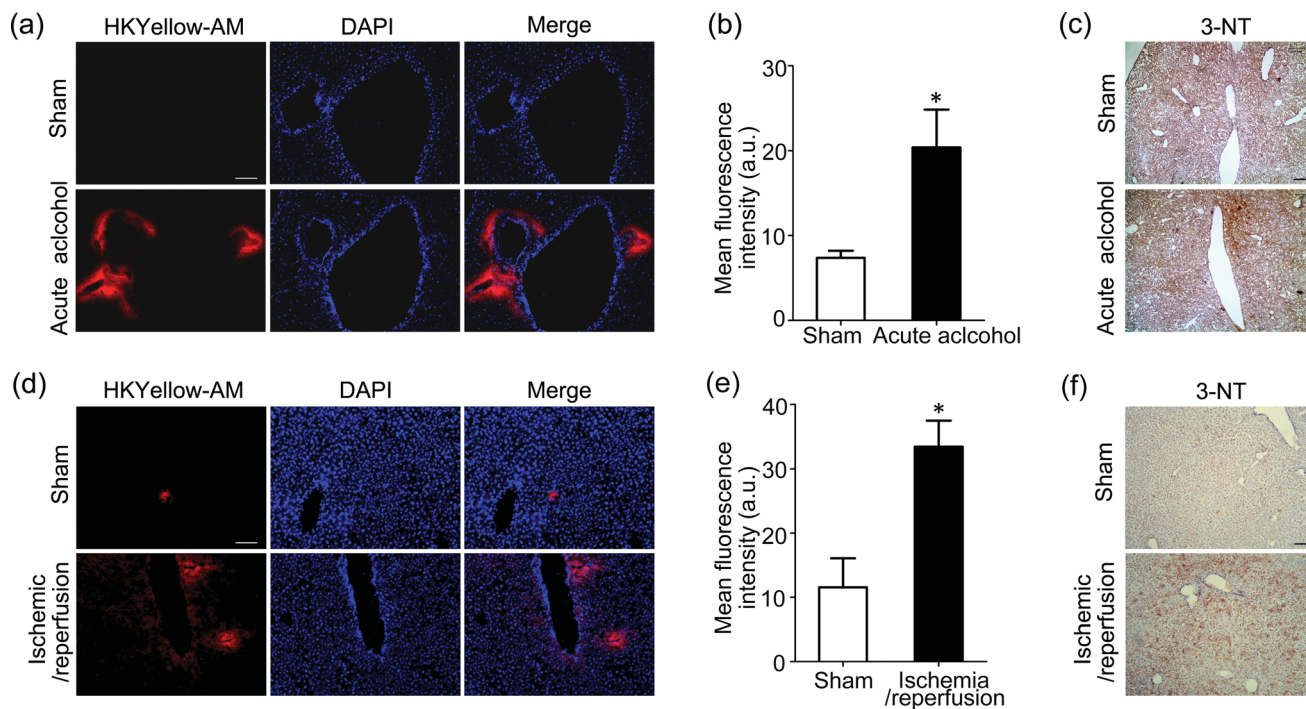 (a)
HKYellow-AM
DAPI
Merge
Sham
Acute aclcohol
(b)
Mean fluorescence
intensity (a.u.)
30
20
10
0
*
Sham
Acute aclcohol
(c)
3-NT
Sham
Acute aclcohol
(d)
HKYellow-AM
DAPI
Merge
Sham
Ischemic
/reperfusion
(e)
Mean fluorescence
intensity (a.u.)
40
30
20
10
0
*
Sham
Ischemia
/reperfusion
(f)
3-NT
Sham
Ischemic
/reperfusion